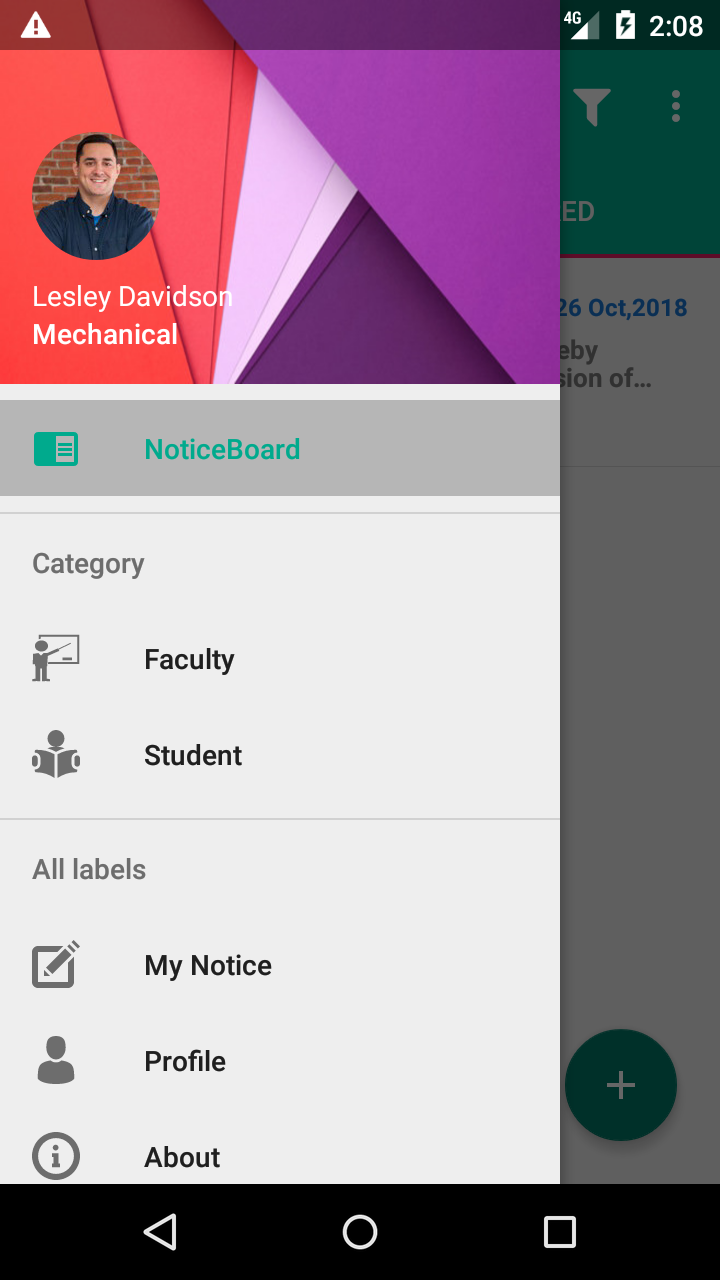 4G 2:08
ED
Lesley Davidson
Mechanical
26 Oct,2018
eby
sion of…
NoticeBoard
Category
Faculty
Student
All labels
My Notice
Profile
About